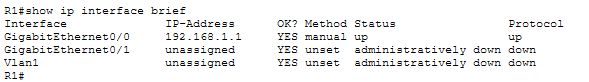 R1#show ip interface brief
Interface IP-Address OK? Method Status Protocol
GigabitEthernet0/0 192.168.1.1 YES manual up up
GigabitEthernet0/1 unassigned YES unset administratively down down
Vlan1 unassigned YES unset administratively down down
R1#